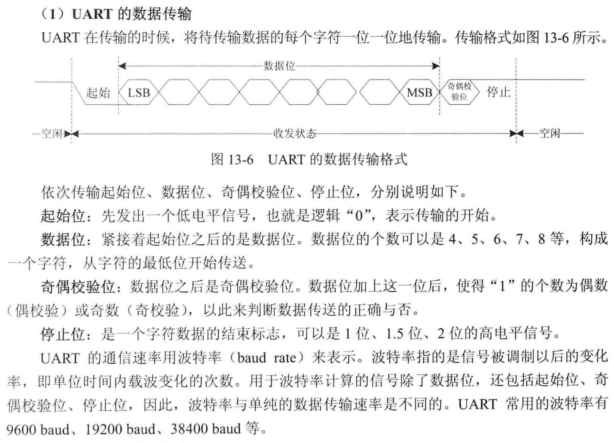 （1）UART 的数据传输
UART 在传输的时候，将待传输数据的每个字符一位一位地传输。传输格式如图 13-6 所示。
数据位
起始 LSB MSB 奇偶校验位 停止
空闲 收发状态 空闲
图 13-6 UART 的数据传输格式
依次传输起始位、数据位、奇偶校验位、停止位，分别说明如下。
起始位：先发出一个低电平信号，也就是逻辑“0”，表示传输的开始。
数据位：紧接着起始位之后的是数据位。数据位的个数可以是 4、5、6、7、8 等，构成
一个字符，从字符的最低位开始传送。
奇偶校验位：数据位之后是奇偶校验位。数据位加上这一位后，使得“1”的个数为偶数
（偶校验）或奇数（奇校验），以此来判断数据传送的正确与否。
停止位：是一个字符数据的结束标志，可以是 1 位、1.5 位、2 位的高电平信号。
UART 的通信速率用波特率（baud rate）来表示。波特率指的是信号被调制以后的变化
率，即单位时间内载波变化的次数。用于波特率计算的信号除了数据位，还包括起始位、奇
偶校验位、停止位，因此，波特率与单纯的数据传输速率是不同的。UART 常用的波特率有
9600 baud、19200 baud、38400 baud 等。